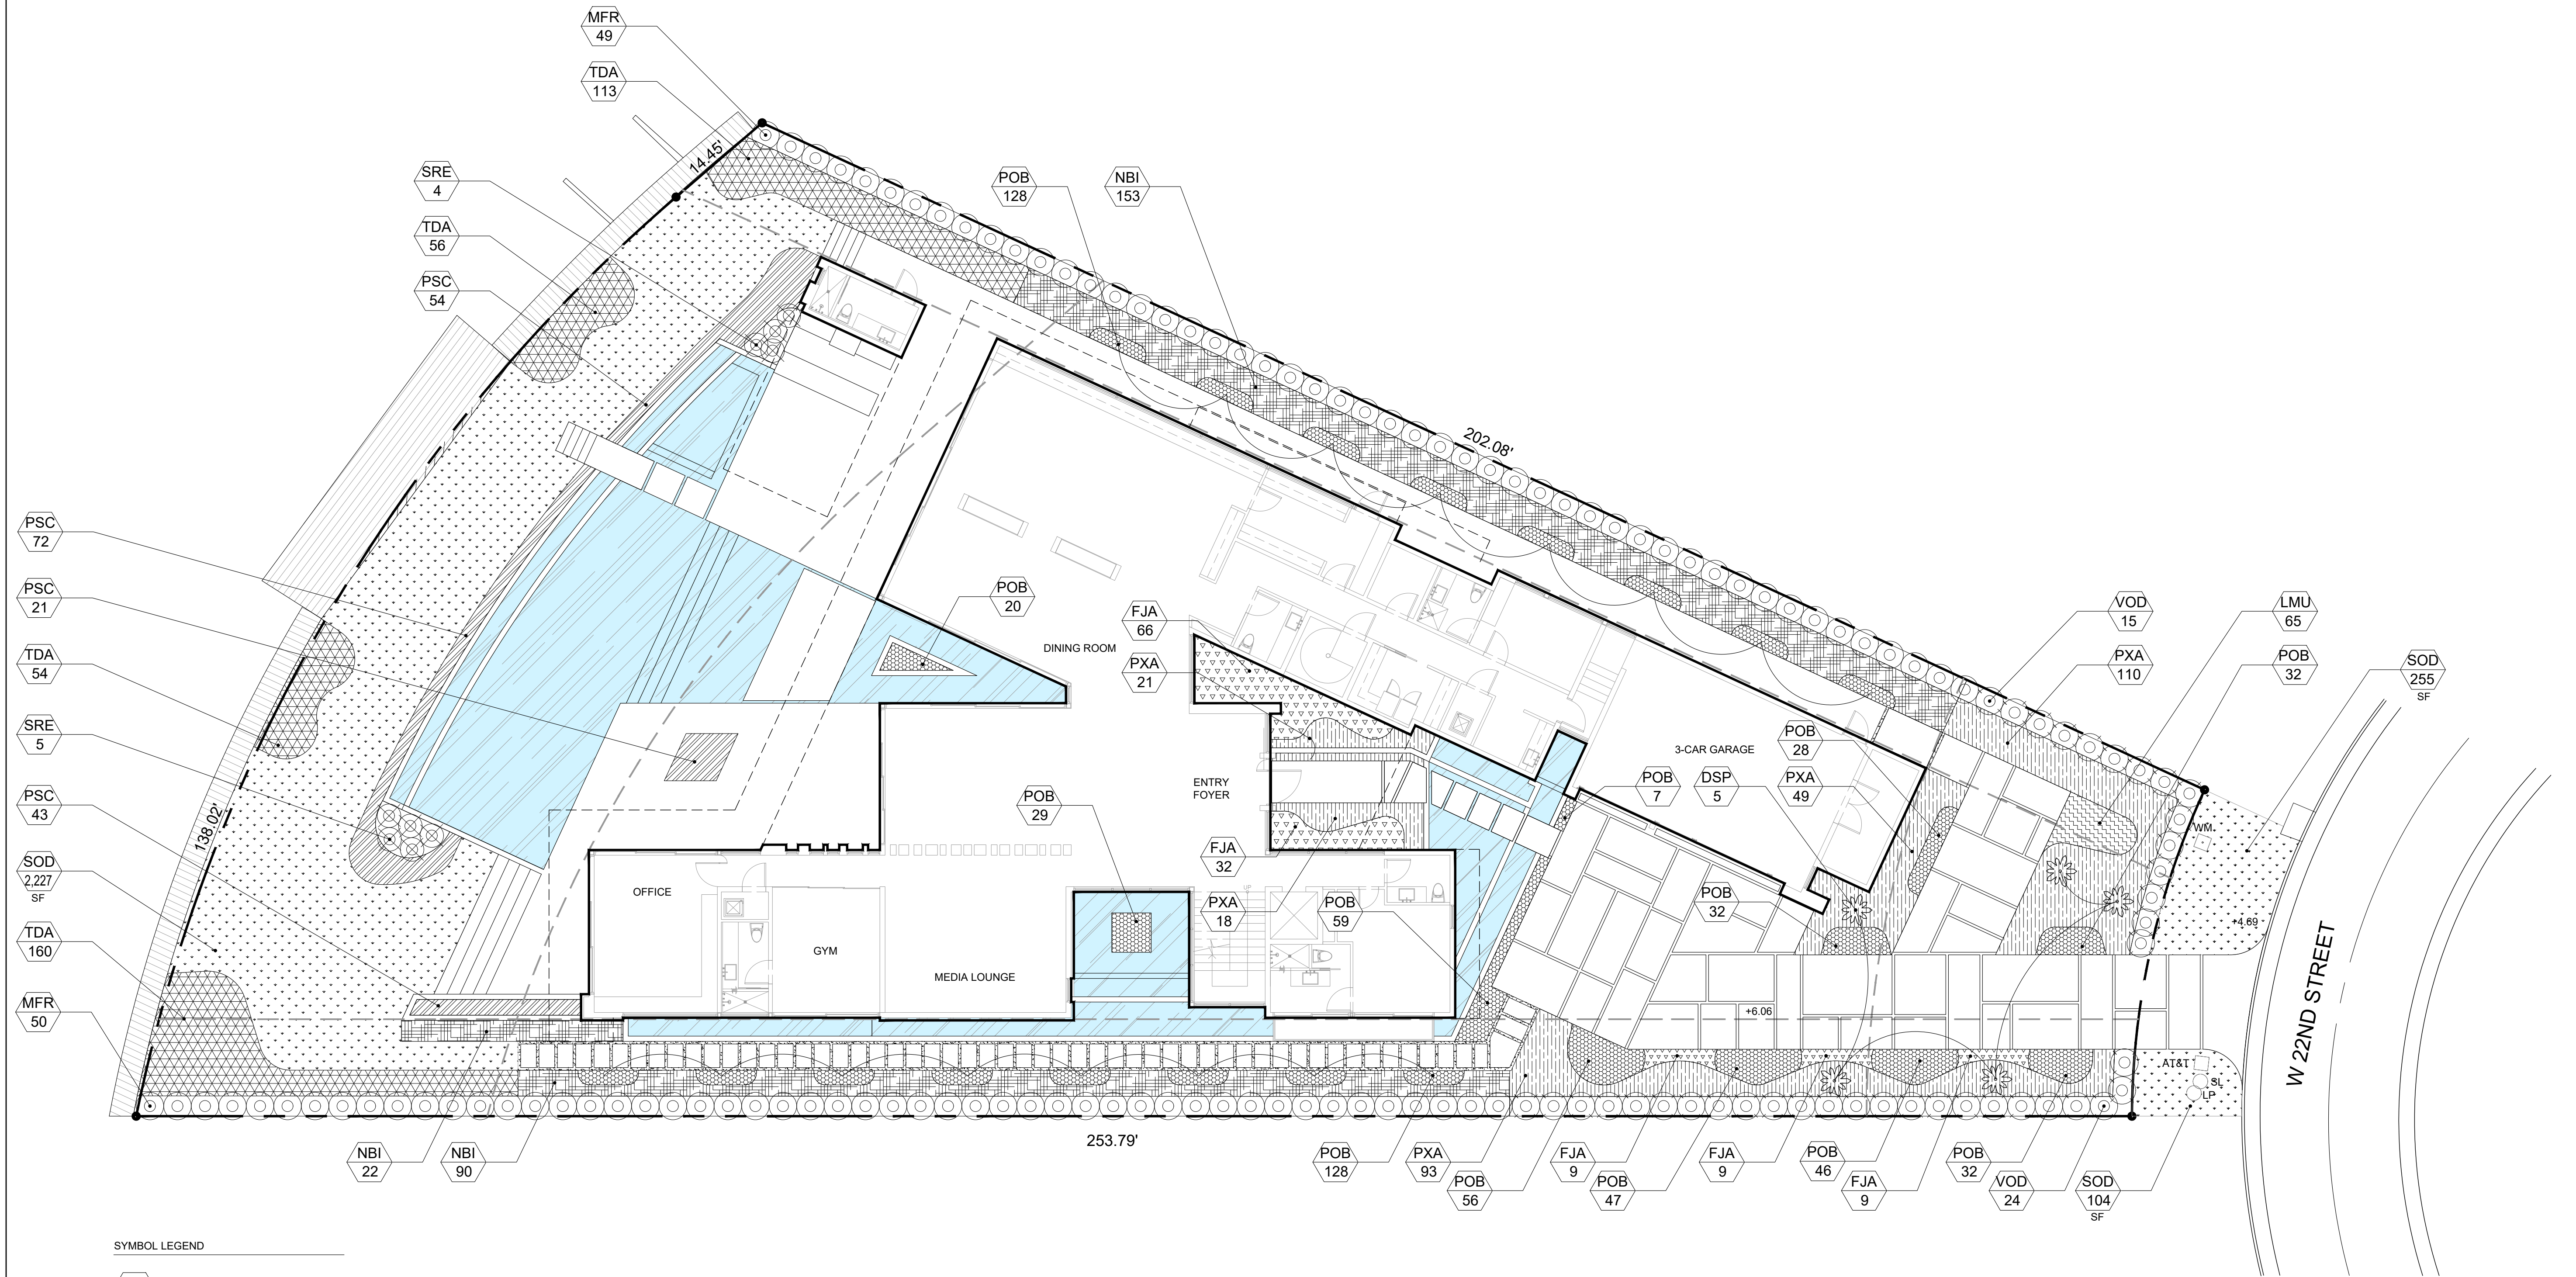 MFR
49
TDA
113
14.45'
SRE
4
POB
128
NBI
153
TDA
56
PSC
54
202.08'
PSC
72
PSC
21
POB
20
FJA
66
DINING ROOM
PXA
21
VOD
15
LMU
65
PXA
110
POB
32
SOD
255
SF
TDA
54
SRE
5
POB
28
3-CAR GARAGE
ENTRY
FOYER
POB
7
DSP
5
PXA
49
POB
29
PSC
43
138.02'
WM
FJA
32
SOD
2,227
SF
OFFICE
UP
PXA
18
POB
59
POB
32
+4.69
TDA
160
GYM
MEDIA LOUNGE
W 22ND STREET
MFR
50
+6.06
AT&T
SL
LP
253.79'
NBI
22
NBI
90
POB
128
PXA
93
POB
56
FJA
9
POB
47
FJA
9
POB
46
FJA
9
POB
32
VOD
24
SOD
104
SF
SYMBOL LEGEND